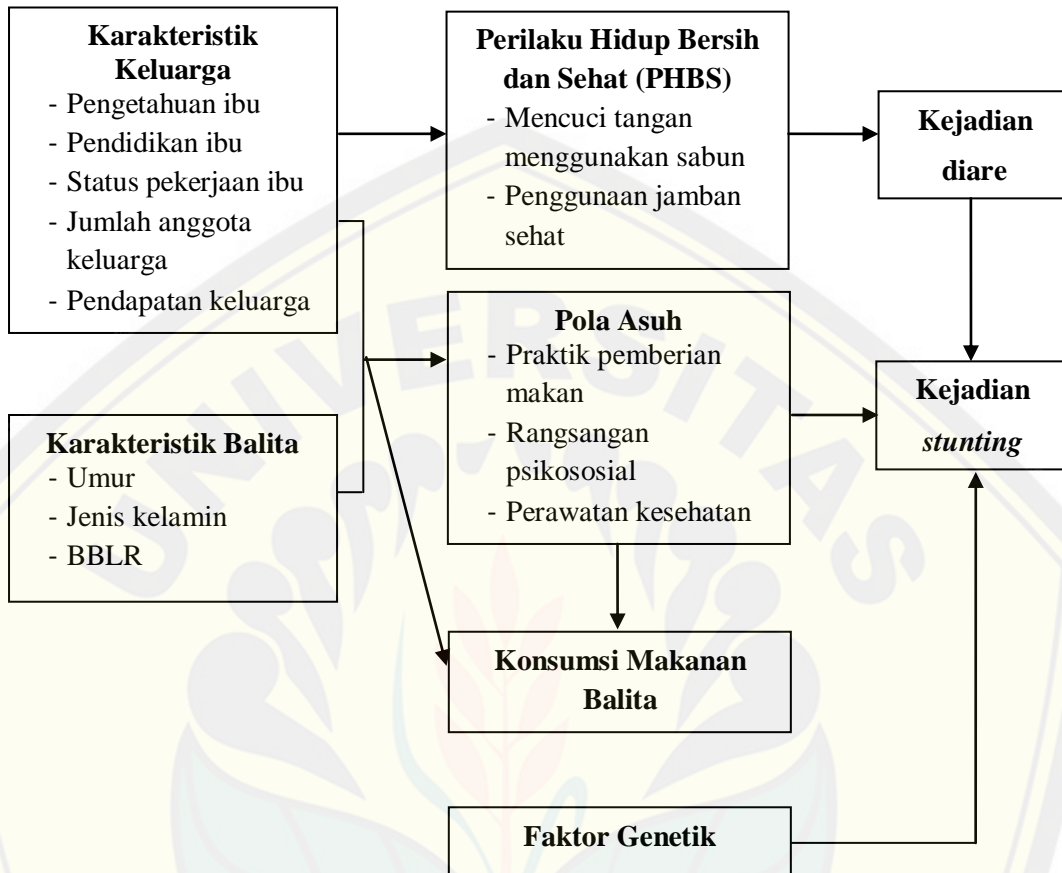 Karakteristik
Keluarga
- Pengetahuan ibu
- Pendidikan ibu
- Status pekerjaan ibu
- Jumlah anggota
keluarga
- Pendapatan keluarga
Perilaku Hidup Bersih
dan Sehat (PHBS)
- Mencuci tangan
menggunakan sabun
- Penggunaan jamban
sehat
Kejadian
diare
Karakteristik Balita
- Umur
- Jenis kelamin
- BBLR
Pola Asuh
- Praktik pemberian
makan
- Rangsangan
psikososial
- Perawatan kesehatan
Kejadian
stunting
Konsumsi Makanan
Balita
Faktor Genetik
UNIVERSITAS